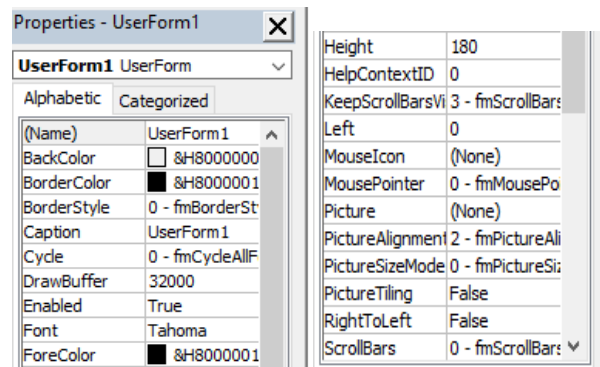 Properties - UserForm1
UserForm1 UserForm
Alphabetic Categorized
(Name) UserForm1
BackColor &H8000000
BorderColor &H8000001
BorderStyle 0 - fmBorderSt
Caption UserForm1
Cycle 0 - fmCycleAllF
DrawBuffer 32000
Enabled True
Font Tahoma
ForeColor &H8000001
Height 180
HelpContextID 0
KeepScrollBarsVi 3 - fmScrollBars
Left 0
MouseIcon (None)
MousePointer 0 - fmMousePo
Picture (None)
PictureAlignment 2 - fmPictureAli
PictureSizeMode 0 - fmPictureSiz
PictureTiling False
RightToLeft False
ScrollBars 0 - fmScrollBars